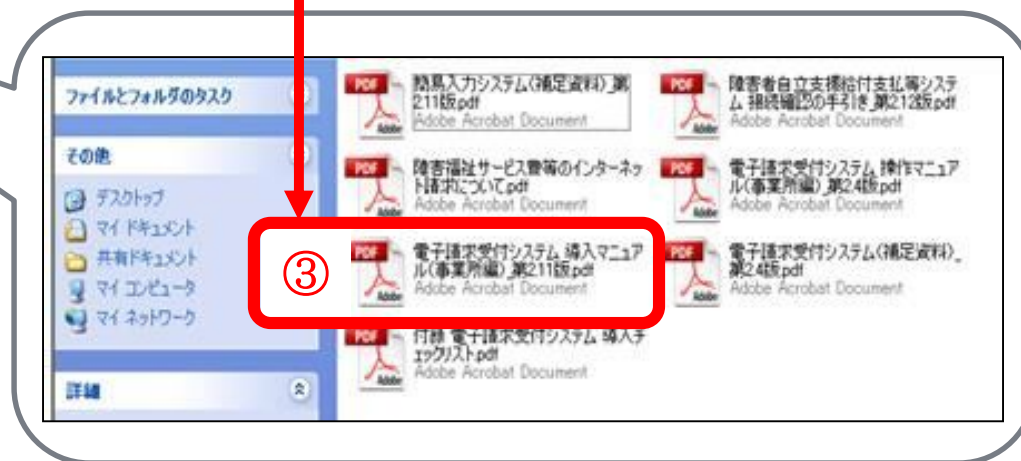 ファイルとフォルダのタスク
その他
デスクトップ
マイ ドキュメント
共有ドキュメント
マイ コンピュータ
マイ ネットワーク
詳細
PDF
Adobe
簡易入力システム(補足資料)_第
211版.pdf
Adobe Acrobat Document
PDF
Adobe
障害者自立支援給付支払等システ
ム 接続確認の手引き_第212版.pdf
Adobe Acrobat Document
PDF
Adobe
障害福祉サービス費等のインターネッ
ト請求について.pdf
Adobe Acrobat Document
PDF
Adobe
電子請求受付システム 操作マニュア
ル(事業所編)_第24版.pdf
Adobe Acrobat Document
③
PDF
Adobe
電子請求受付システム 導入マニュア
ル(事業所編)_第211版.pdf
Adobe Acrobat Document
PDF
Adobe
電子請求受付システム(補足資料)_
第24版.pdf
Adobe Acrobat Document
PDF
Adobe
付録 電子請求受付システム 導入チ
ェックリスト.pdf
Adobe Acrobat Document